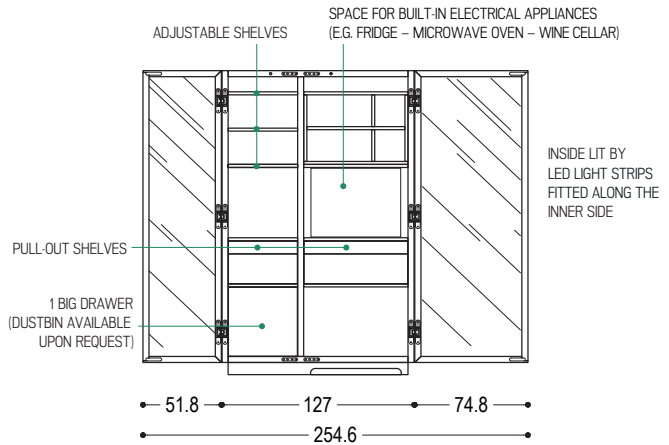 SPACE FOR BUILT-IN ELECTRICAL APPLIANCES
(E.G. FRIDGE – MICROWAVE OVEN – WINE CELLAR)
ADJUSTABLE SHELVES
INSIDE LIT BY
LED LIGHT STRIPS
FITTED ALONG THE
INNER SIDE
PULL-OUT SHELVES
1 BIG DRAWER
(DUSTBIN AVAILABLE
UPON REQUEST)
51.8
127
74.8
254.6